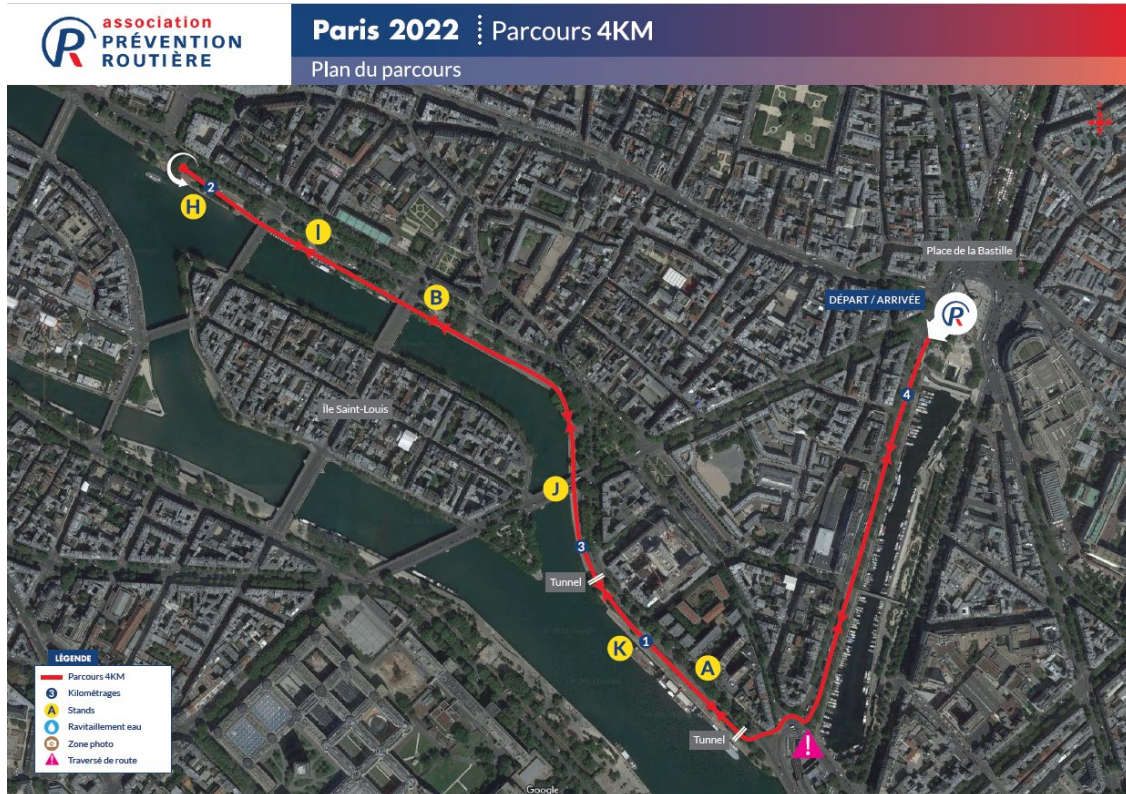 association
PRÉVENTION
ROUTIÈRE
Paris 2022 Parcours 4KM
Plan du parcours
2
H
I
B
Place de la Bastille
DÉPART / ARRIVÉE
4
Île Saint-Louis
J
3
Tunnel
1
K
A
Tunnel
!
LÉGENDE
Parcours 4KM
3 Kilométrages
A Stands
Ravitaillement eau
Zone photo
! Traversé de route
Google